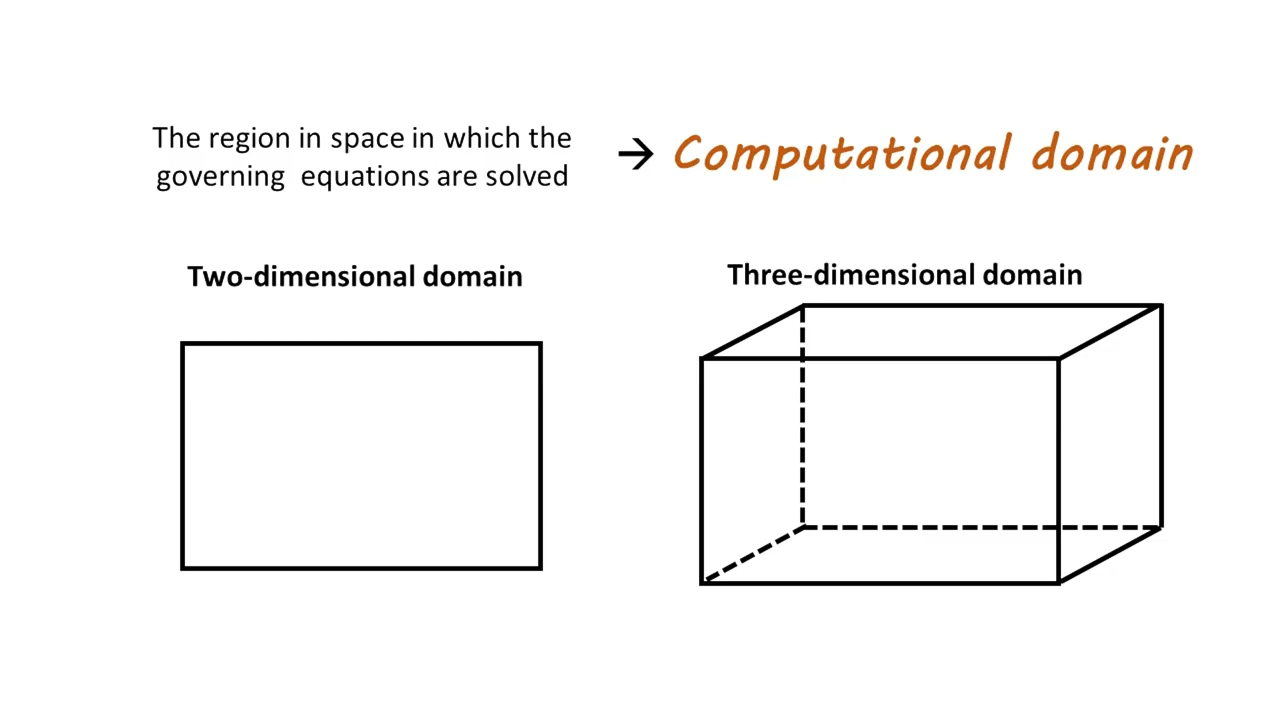 The region in space in which the
governing equations are solved
→ Computational domain
Two-dimensional domain
Three-dimensional domain